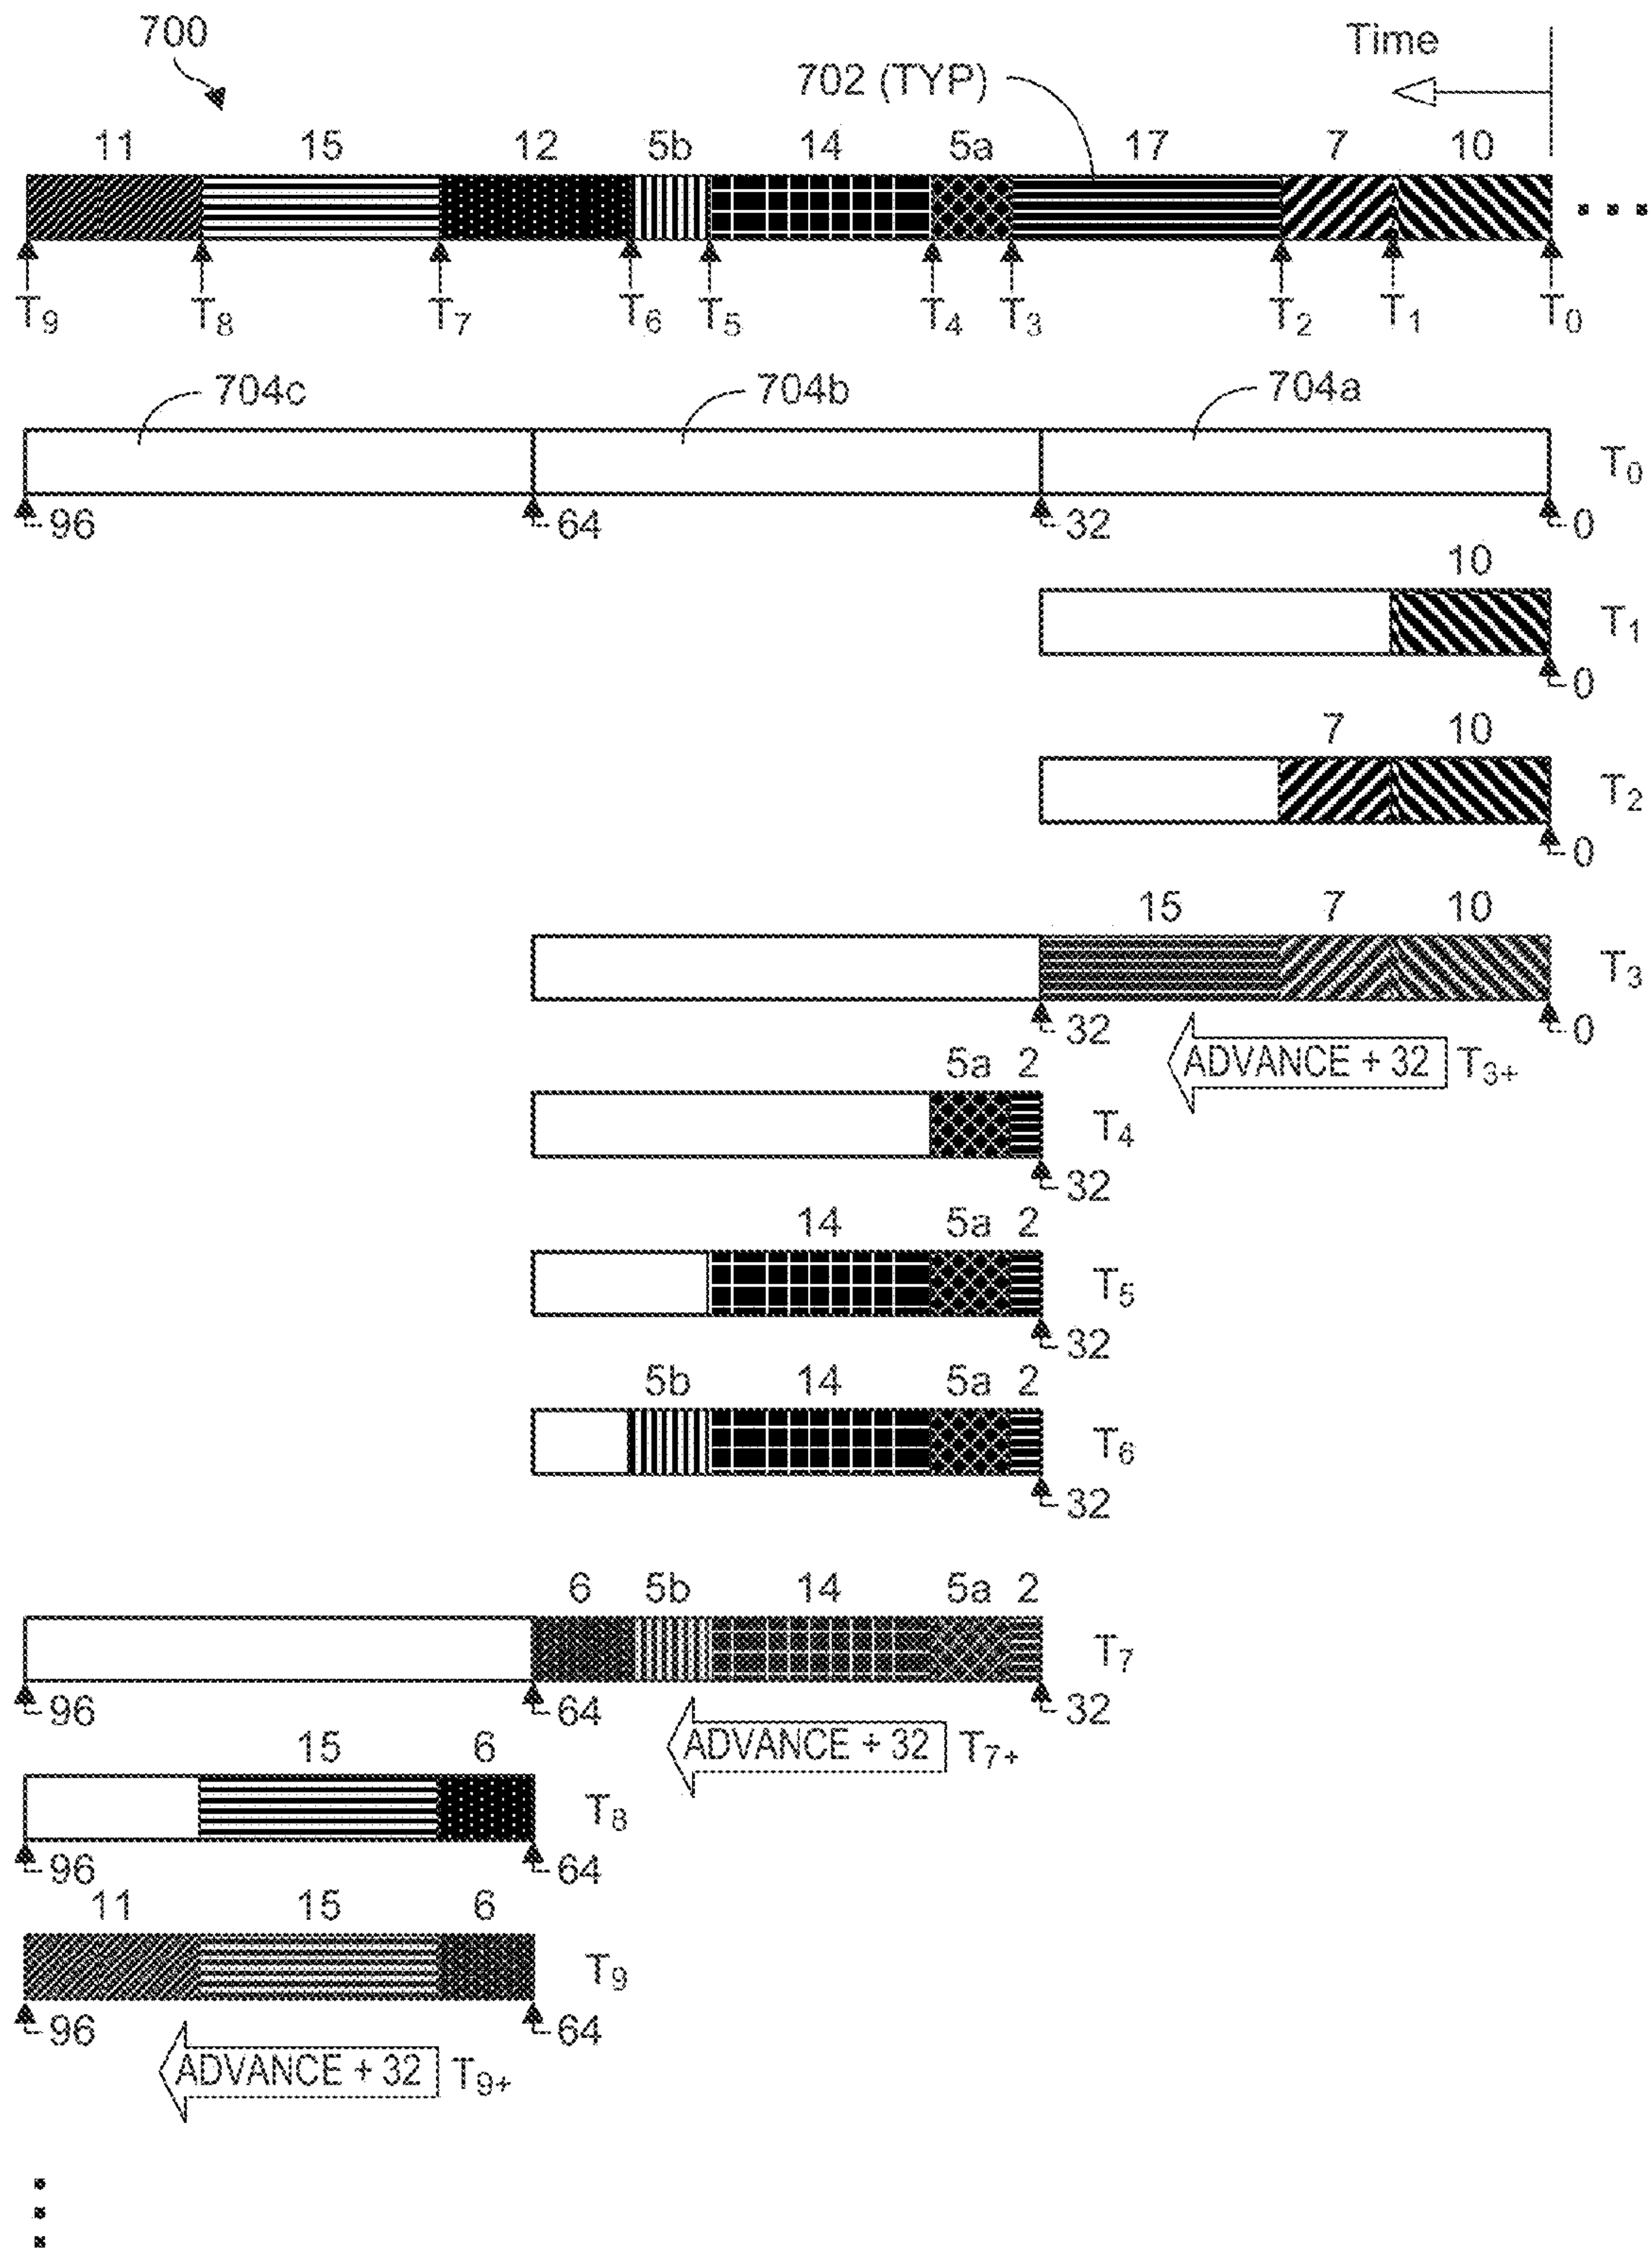 700
Time
702 (TYP)
11 15 12 5b 14 5a 17 7 10
T9 T8 T7 T6 T5 T4 T3 T2 T1 T0
704c 704b 704a
T0
96 64 32 0
10
T1
0
7 10
T2
0
15 7 10
T3
32 0
ADVANCE + 32 T3+
5a 2
T4
32
14 5a 2
T5
32
5b 14 5a 2
T6
32
6 5b 14 5a 2
T7
96 64 32
ADVANCE + 32 T7+
15 6
T8
96 64
11 15 6
T9
96 64
ADVANCE + 32 T9+